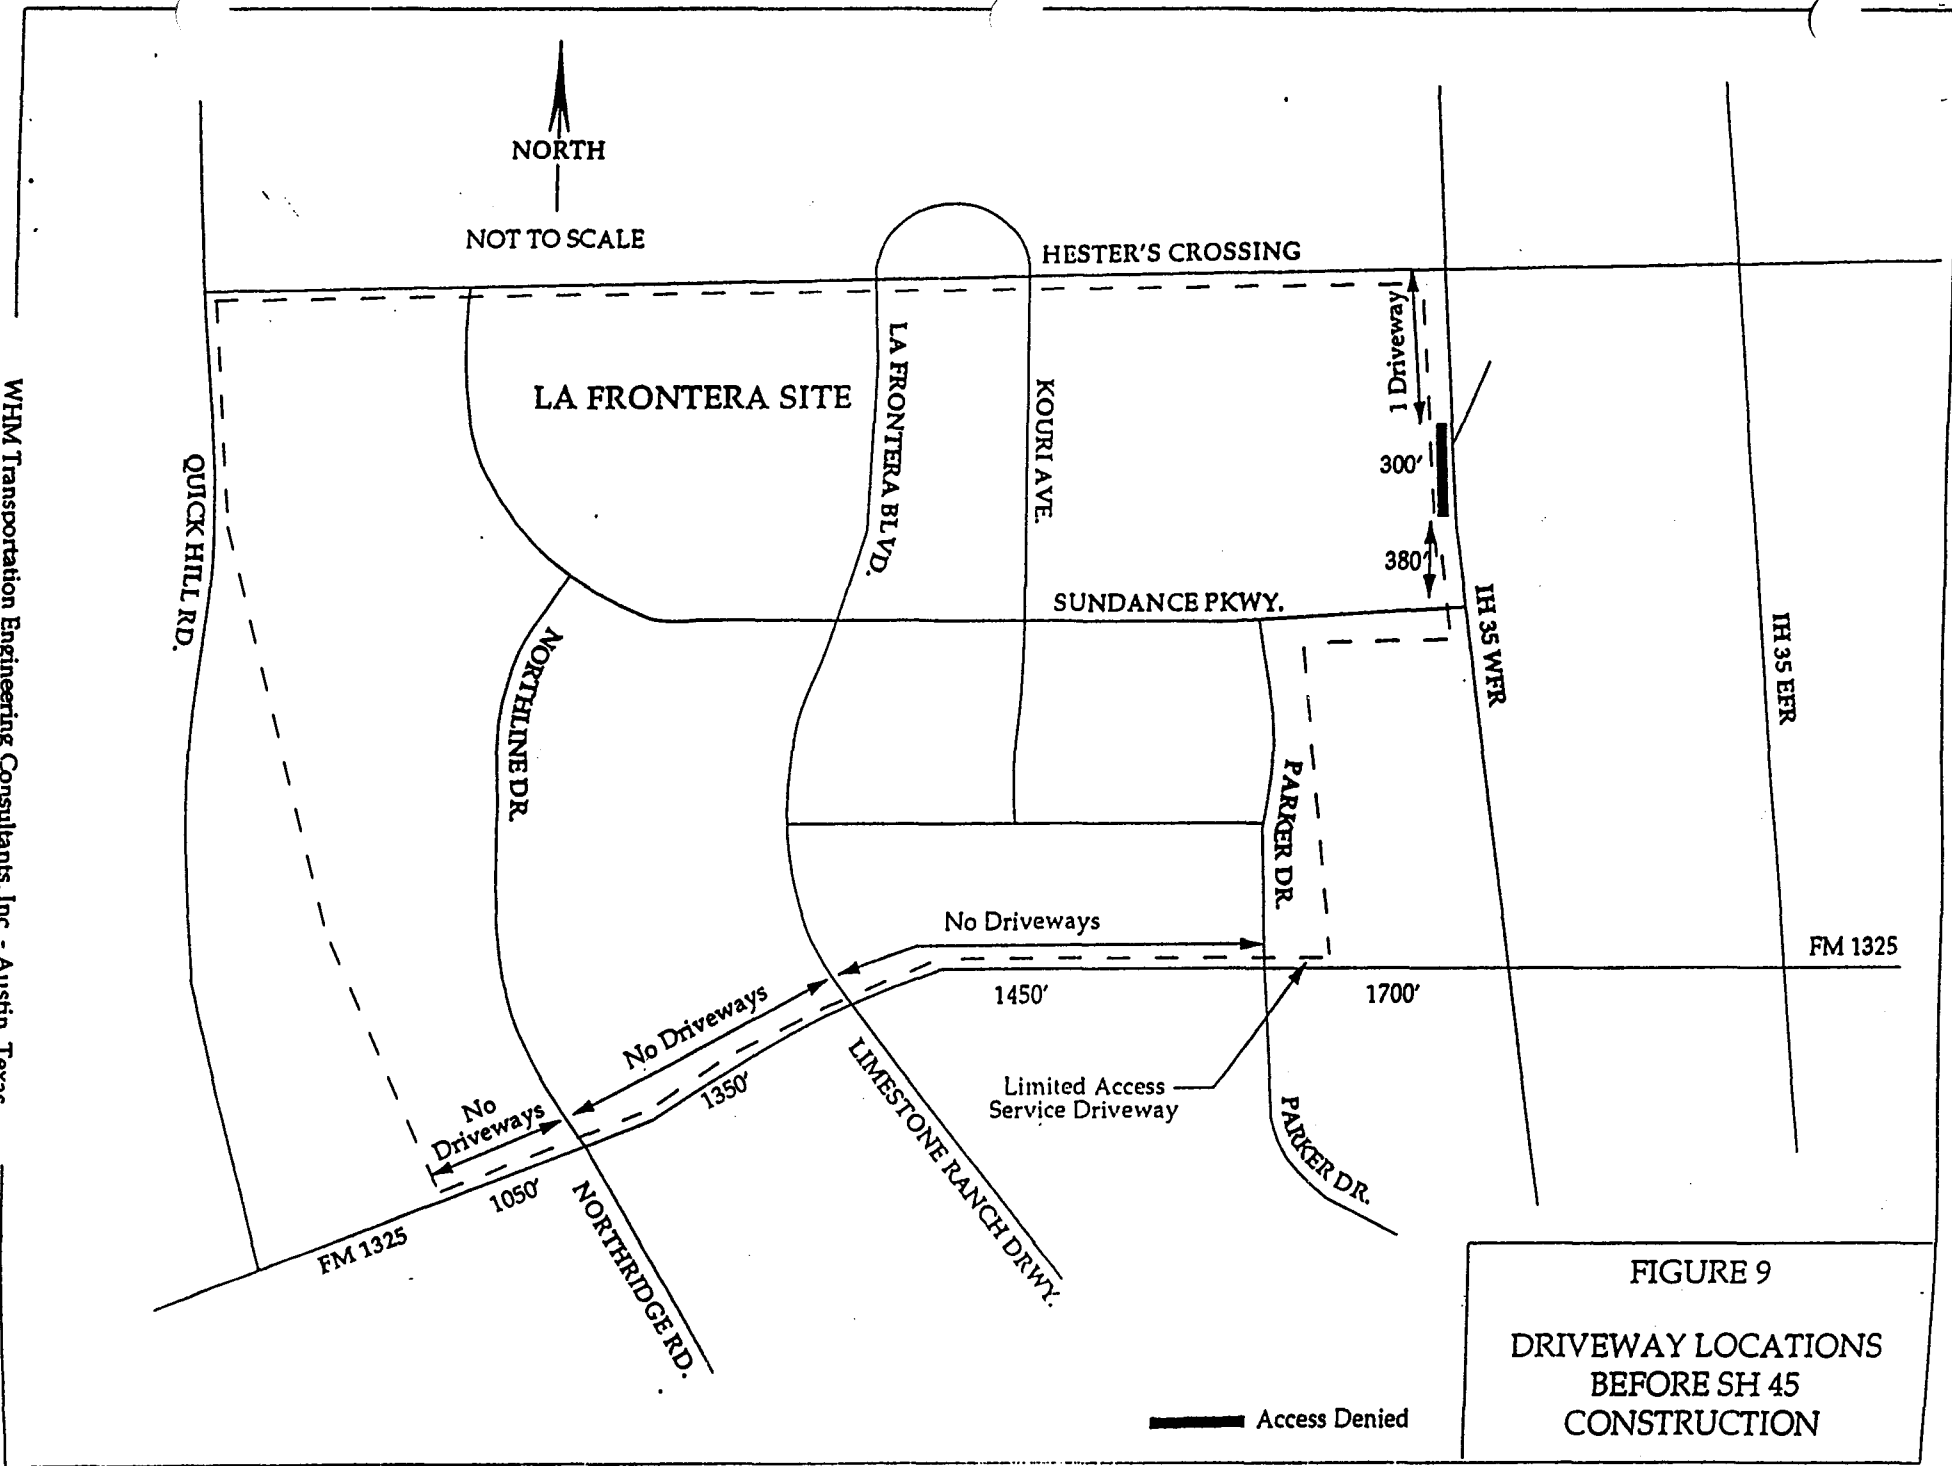 NORTH
NOT TO SCALE
HESTER'S CROSSING
1 Driveway
LA FRONTERA SITE
LA FRONTERA BLVD.
KOURI AVE.
300'
380'
QUICK HILL RD.
SUNDANCE PKWY.
IH 35 WFR
IH 35 EFR
NORTHLINE DR.
PARKER DR.
No Driveways
FM 1325
1450'
1700'
No Driveways
1350'
Limited Access
Service Driveway
LIMESTONE RANCH DRWY.
PARKER DR.
No
Driveways
1050'
FM 1325
NORTHRIDGE RD.
WHM Transportation Engineering Consultants, Inc - Austin, Texas
FIGURE 9
DRIVEWAY LOCATIONS
BEFORE SH 45
CONSTRUCTION
Access Denied